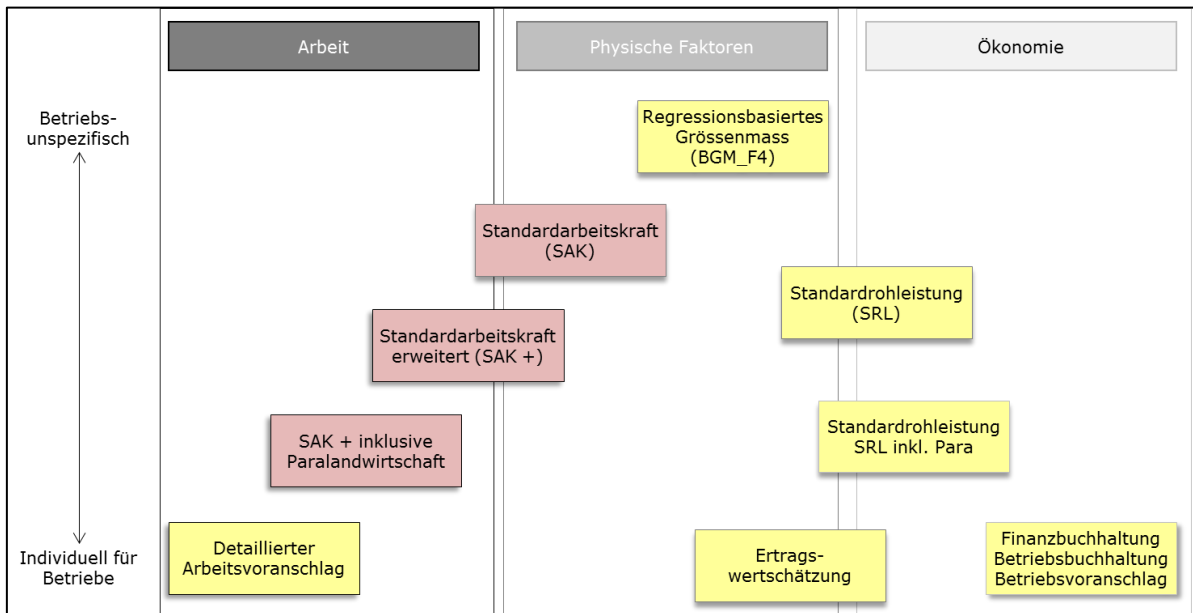 Arbeit
Physische Faktoren
Ökonomie
Betriebs-
unspezifisch
Regressionsbasiertes
Grössenmass
(BGM_F4)
Standardarbeitskraft
(SAK)
Standardrohleistung
(SRL)
Standardarbeitskraft
erweitert (SAK +)
SAK + inklusive
Paralandwirtschaft
Standardrohleistung
SRL inkl. Para
Individuell für
Betriebe
Detaillierter
Arbeitsvoranschlag
Ertrags-
wertschätzung
Finanzbuchhaltung
Betriebsbuchhaltung
Betriebsvoranschlag